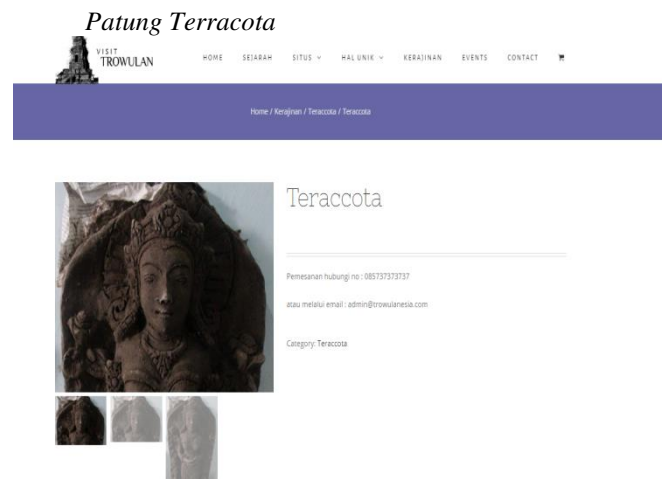 Patung Terracota
VISIT
TROWULAN
HOME SEJARAH SITUS HAL UNIK KERAJINAN EVENTS CONTACT
Home / Kerajinan / Teraccota / Teraccota
Teraccota
Pemesanan hubungi no : 085737373737
atau melalui email : admin@trowulanesia.com
Category: Teraccota